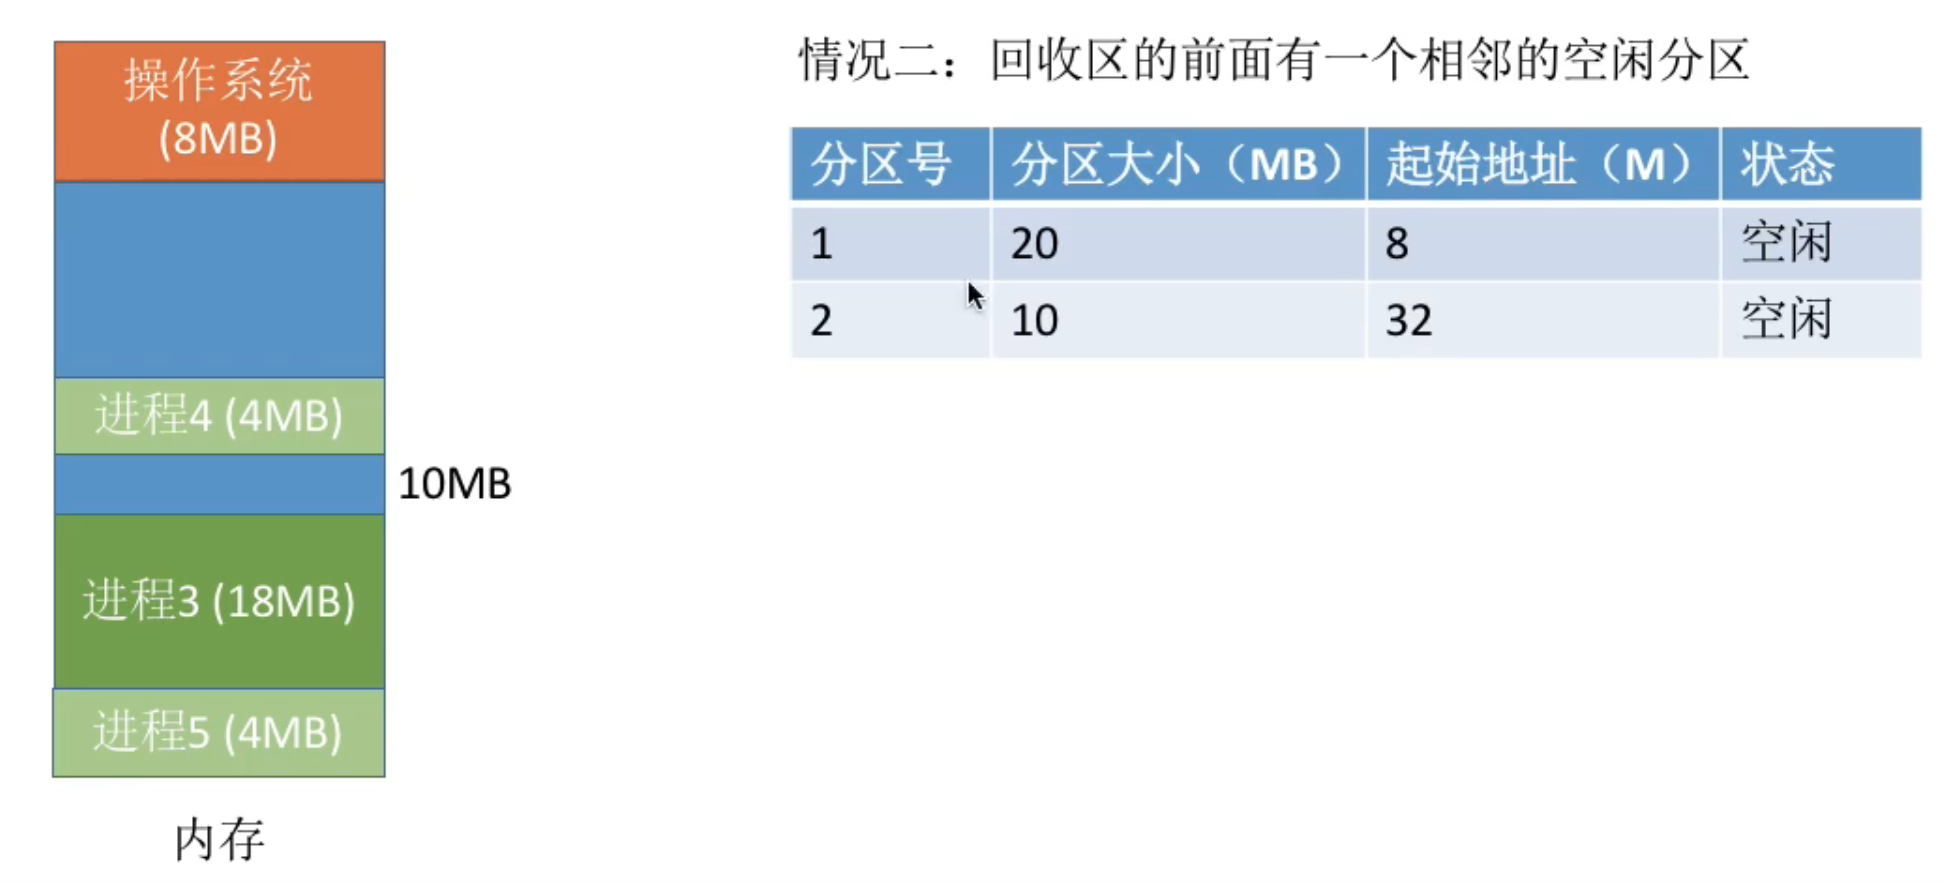 操作系统
(8MB)
进程4 (4MB)
10MB
进程3 (18MB)
进程5 (4MB)
内存
情况二：回收区的前面有一个相邻的空闲分区
分区号 分区大小（MB） 起始地址（M） 状态
1 20 8 空闲
2 10 32 空闲